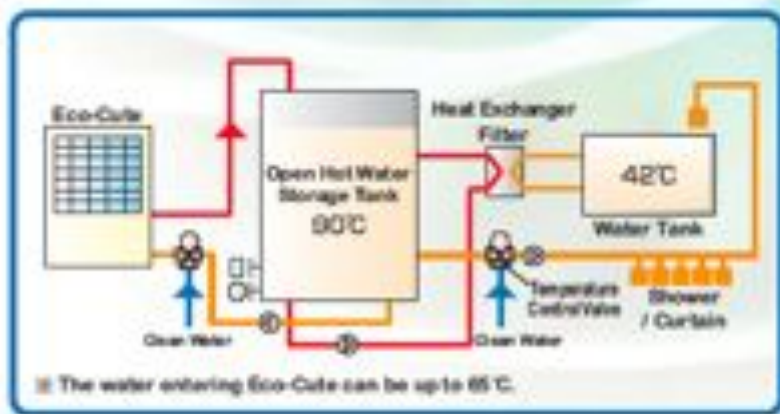 Eco-Cute
Heat Exchanger
Filter
Open Hot Water
Storage Tank
90℃
42℃
Water Tank
Temperature
Control Valve
Shower
/ Curtain
Clean Water
Clean Water
The water entering Eco-Cute can be up to 65℃.